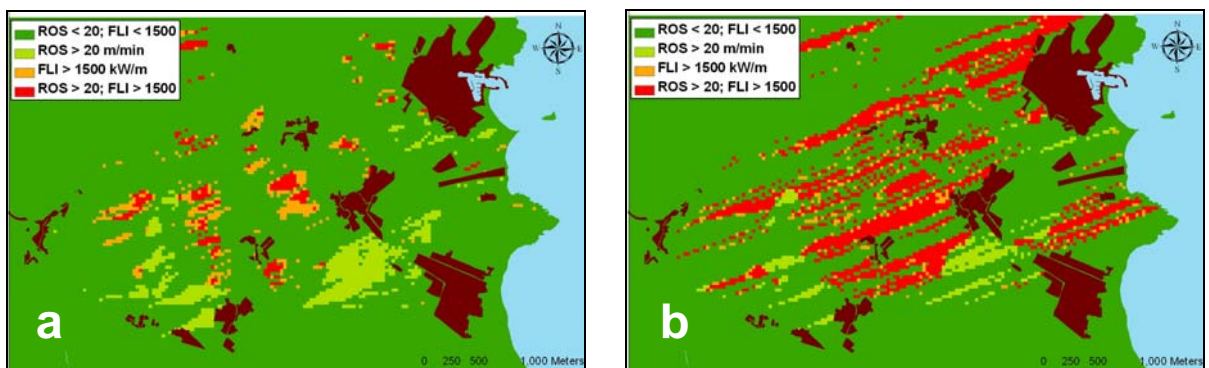 ROS < 20; FLI < 1500
ROS > 20 m/min
FLI > 1500 kW/m
ROS > 20; FLI > 1500
N
W E
S
a
0 250 500 1,000 Meters
ROS < 20; FLI < 1500
ROS > 20 m/min
FLI > 1500 kW/m
ROS > 20; FLI > 1500
N
W E
S
b
0 250 500 1,000 Meters